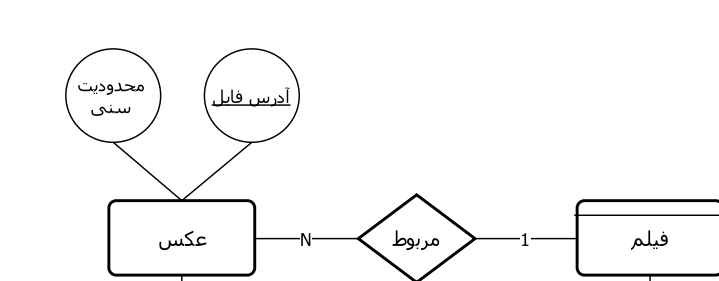 محدودیت
سنی
آدرس فایل
عکس
N
مربوط
1
فیلم